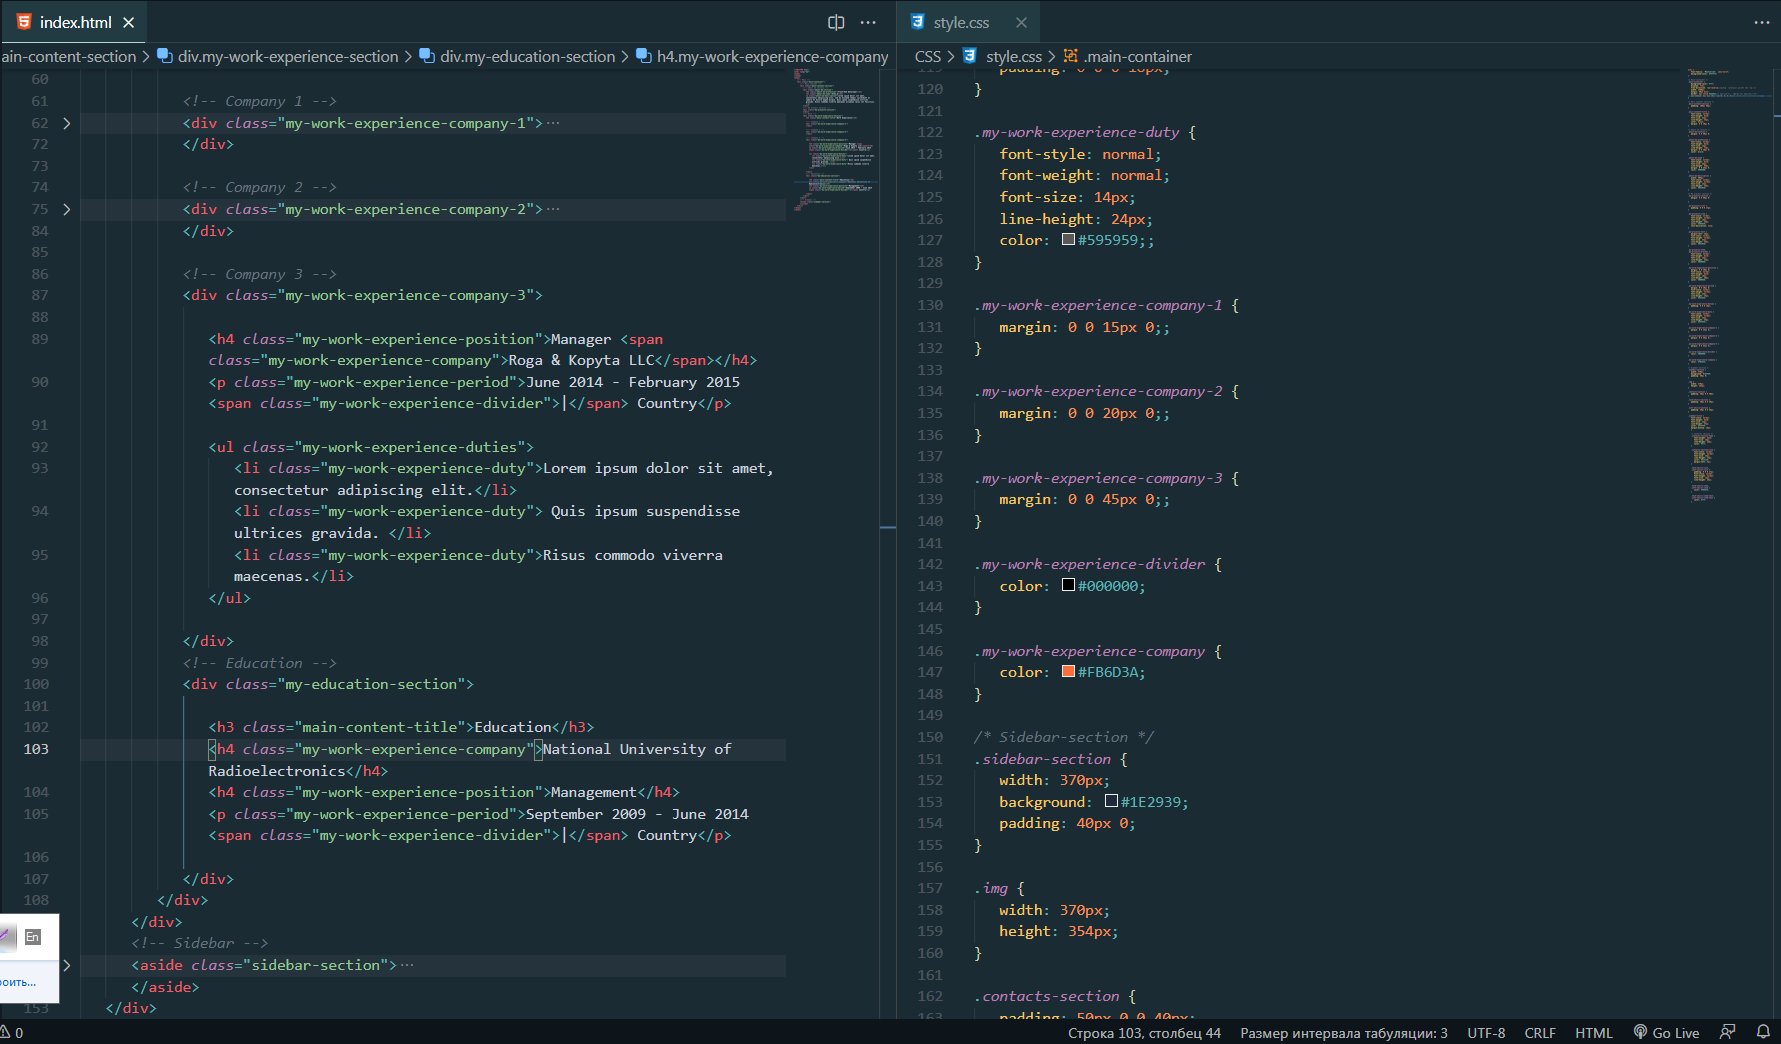 index.html
ain-content-section > div.my-work-experience-section > div.my-education-section > h4.my-work-experience-company
60
61 <!-- Company 1 -->
62 <div class="my-work-experience-company-1">···
72 </div>
73
74 <!-- Company 2 -->
75 <div class="my-work-experience-company-2">···
84 </div>
85
86 <!-- Company 3 -->
87 <div class="my-work-experience-company-3">
88
89 <h4 class="my-work-experience-position">Manager <span
class="my-work-experience-company">Roga & Kopyta LLC</span></h4>
90 <p class="my-work-experience-period">June 2014 - February 2015
<span class="my-work-experience-divider">|</span> Country</p>
91
92 <ul class="my-work-experience-duties">
93 <li class="my-work-experience-duty">Lorem ipsum dolor sit amet,
consectetur adipiscing elit.</li>
94 <li class="my-work-experience-duty"> Quis ipsum suspendisse
ultrices gravida. </li>
95 <li class="my-work-experience-duty">Risus commodo viverra
maecenas.</li>
96 </ul>
97
98 </div>
99 <!-- Education -->
100 <div class="my-education-section">
101
102 <h3 class="main-content-title">Education</h3>
103 <h4 class="my-work-experience-company">National University of
Radioelectronics</h4>
104 <h4 class="my-work-experience-position">Management</h4>
105 <p class="my-work-experience-period">September 2009 - June 2014
<span class="my-work-experience-divider">|</span> Country</p>
106
107 </div>
108 </div>
</div>
<!-- Sidebar -->
<aside class="sidebar-section">···
</aside>
153 </div>
En
роить...
style.css
CSS > style.css > .main-container
119 padding: 0 0 0 18px;
120 }
121
122 .my-work-experience-duty {
123 font-style: normal;
124 font-weight: normal;
125 font-size: 14px;
126 line-height: 24px;
127 color: #595959;;
128 }
129
130 .my-work-experience-company-1 {
131 margin: 0 0 15px 0;;
132 }
133
134 .my-work-experience-company-2 {
135 margin: 0 0 20px 0;;
136 }
137
138 .my-work-experience-company-3 {
139 margin: 0 0 45px 0;;
140 }
141
142 .my-work-experience-divider {
143 color: #000000;
144 }
145
146 .my-work-experience-company {
147 color: #FB6D3A;
148 }
149
150 /* Sidebar-section */
151 .sidebar-section {
152 width: 370px;
153 background: #1E2939;
154 padding: 40px 0;
155 }
156
157 .img {
158 width: 370px;
159 height: 354px;
160 }
161
162 .contacts-section {
163 padding: 50px 0 0 40px;
0
Строка 103, столбец 44
Размер интервала табуляции: 3
UTF-8
CRLF
HTML
Go Live